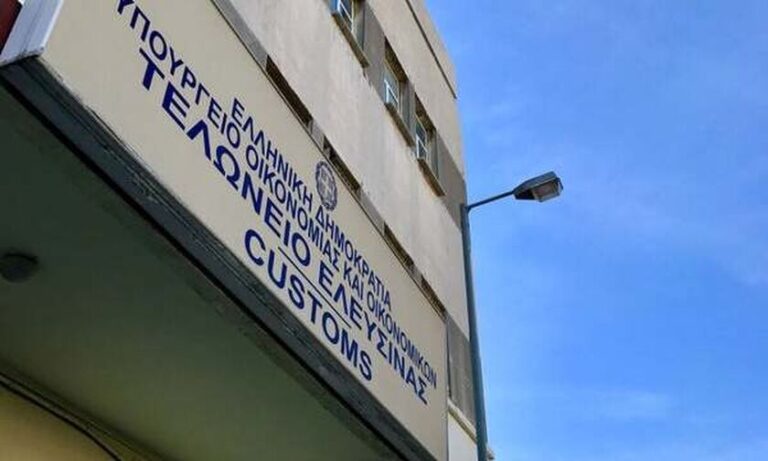 ΕΛΛΗΝΙΚΗ ΔΗΜΟΚΡΑΤΙΑ
ΥΠΟΥΡΓΕΙΟ ΟΙΚΟΝΟΜΙΑΣ ΚΑΙ ΟΙΚΟΝΟΜΙΚΩΝ
ΤΕΛΩΝΕΙΟ ΕΛΕΥΣΙΝΑΣ
CUSTOMS